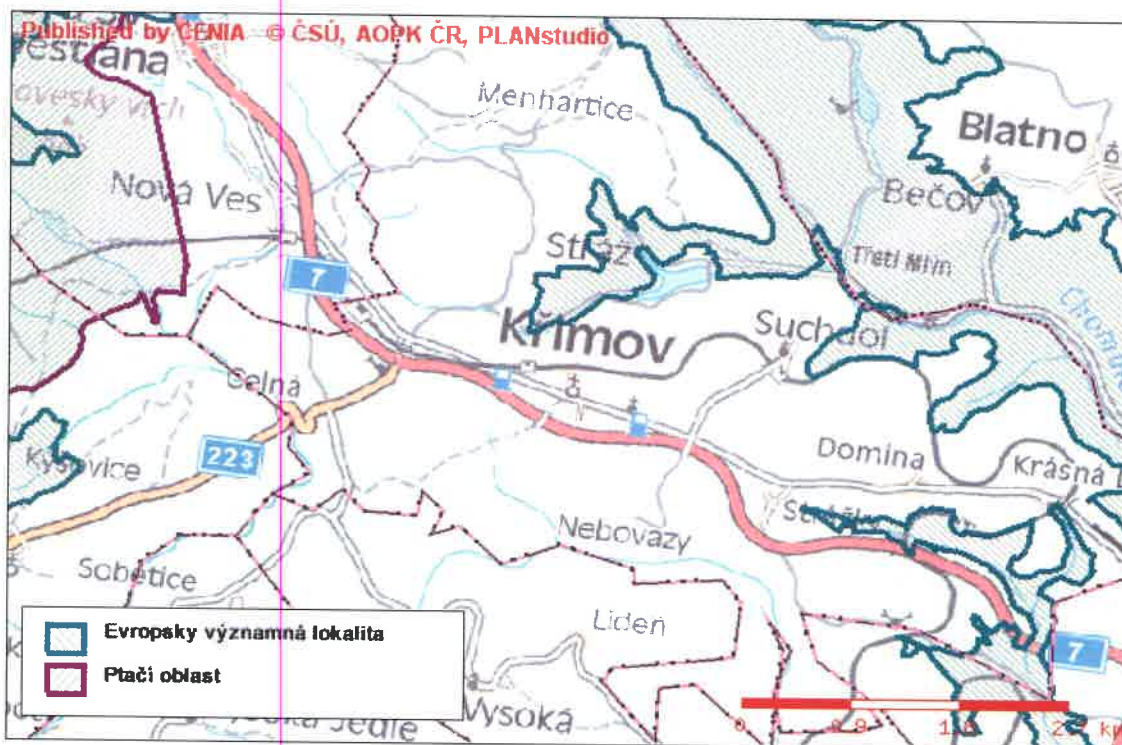 Published by CENIA © ČSÚ, AOPK ČR, PLANstudio
Menhartice
Blatno
Nová Ves
Bečov
Stráž
Třetí Mlýn
7
Křimov
Suchdol
Celná
223
Domina
Krásná
Nebovazy
Sobětice
Lideň
Evropsky významná lokalita
7
Ptačí oblast
Vysoká